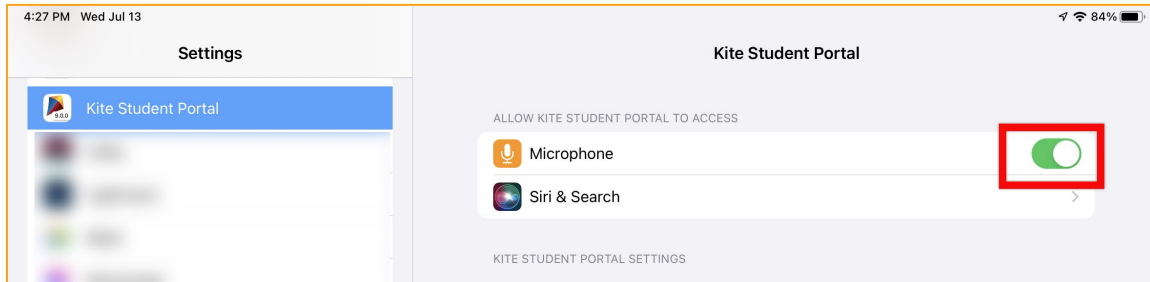 4:27 PM Wed Jul 13
84%
Settings
Kite Student Portal
9.0.0
Kite Student Portal
ALLOW KITE STUDENT PORTAL TO ACCESS
Microphone
Siri & Search
KITE STUDENT PORTAL SETTINGS